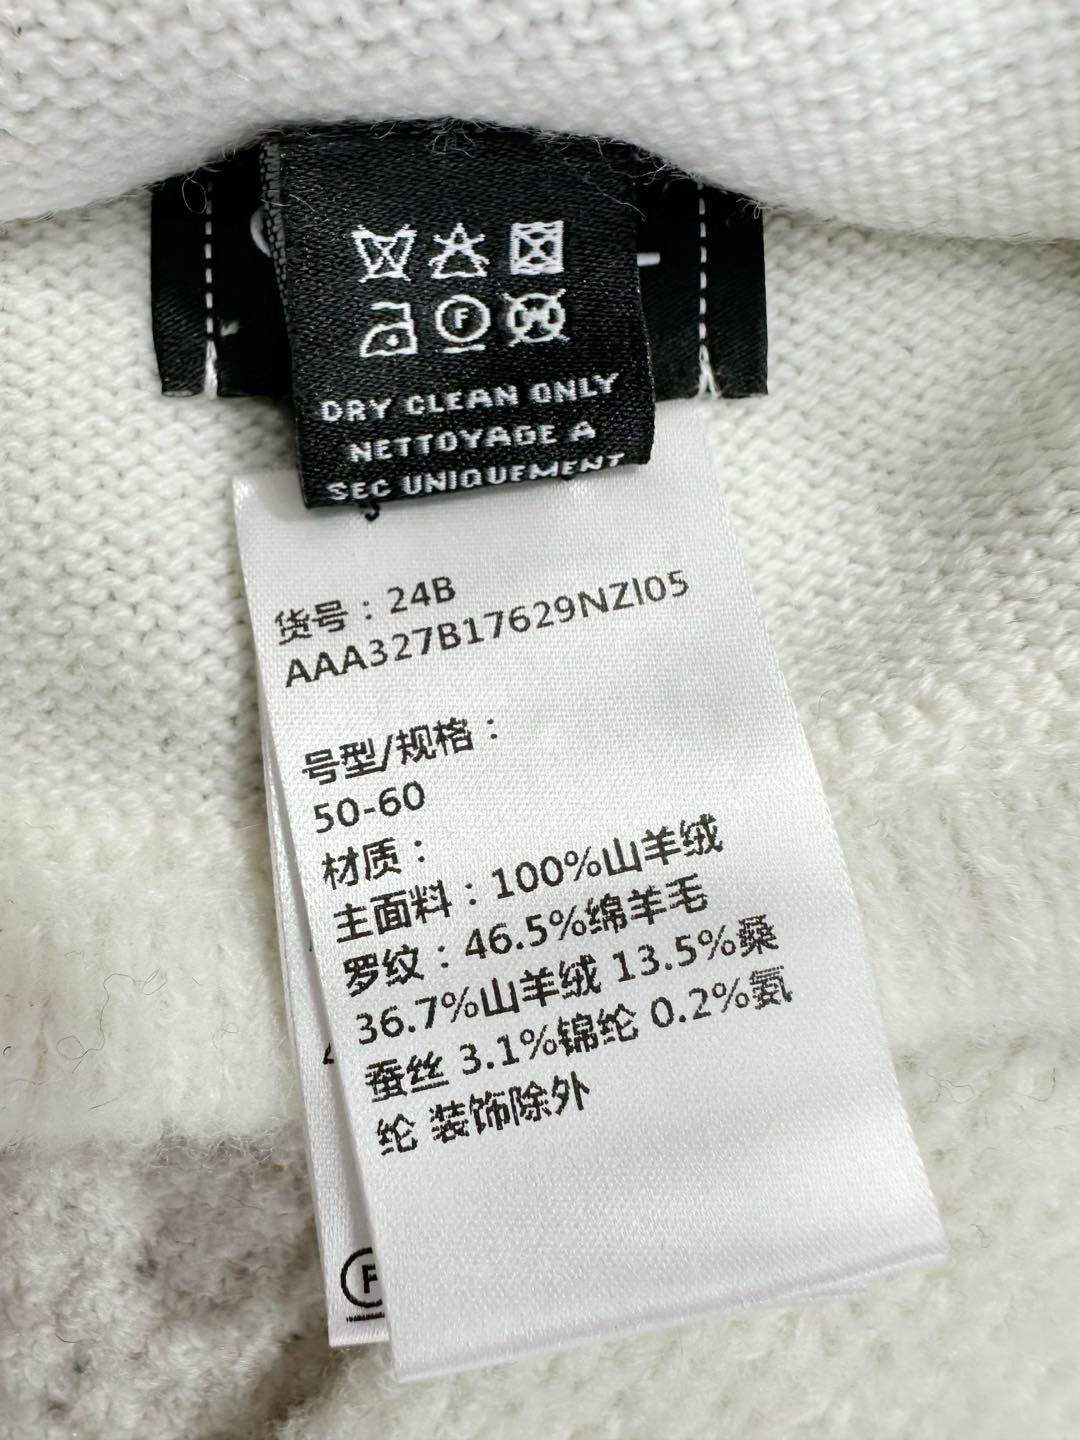 DRY CLEAN ONLY
NETTOYAGE A
SEC UNIQUEMENT
货号：24B
AAA327B17629NZI05
号型/规格：
50-60
材质：
主面料：100%山羊绒
罗纹：46.5%绵羊毛
36.7%山羊绒 13.5%桑
蚕丝 3.1%锦纶 0.2%氨
纶 装饰除外
F
F